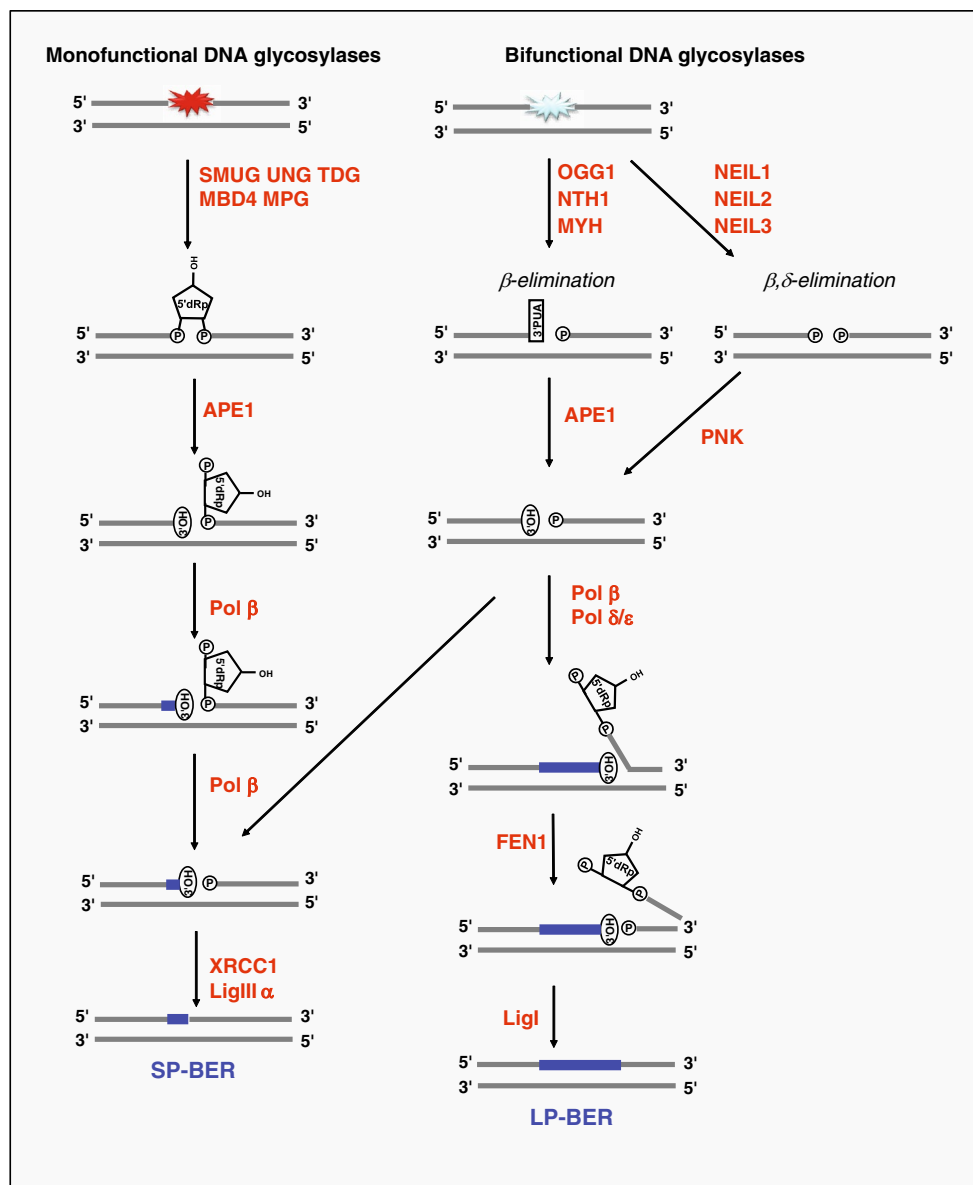 Monofunctional DNA glycosylases
Bifunctional DNA glycosylases
5' 3'
3' 5'
5' 3'
3' 5'
SMUG UNG TDG
MBD4 MPG
OGG1
NTH1
MYH
NEIL1
NEIL2
NEIL3
β-elimination
β,δ-elimination
OH
5'dRp
5' P P 3'
3' 5'
3'PUA
5' P 3'
3' 5'
5' P P 3'
3' 5'
APE1
APE1
PNK
P
5'dRp
OH
5' 3'OH P 3'
3' 5'
5' 3'OH P 3'
3' 5'
Pol β
Pol β
Pol δ/ε
P
5'dRp
OH
5' 3'OH P 3'
3' 5'
P
5'dRp
OH
P
5' 3'OH 3'
3' 5'
Pol β
FEN1
5' 3'OH P 3'
3' 5'
P
5'dRp
OH
P
5' 3'OH P 3'
3' 5'
XRCC1
LigIII α
LigI
5' 3'
3' 5'
SP-BER
5' 3'
3' 5'
LP-BER